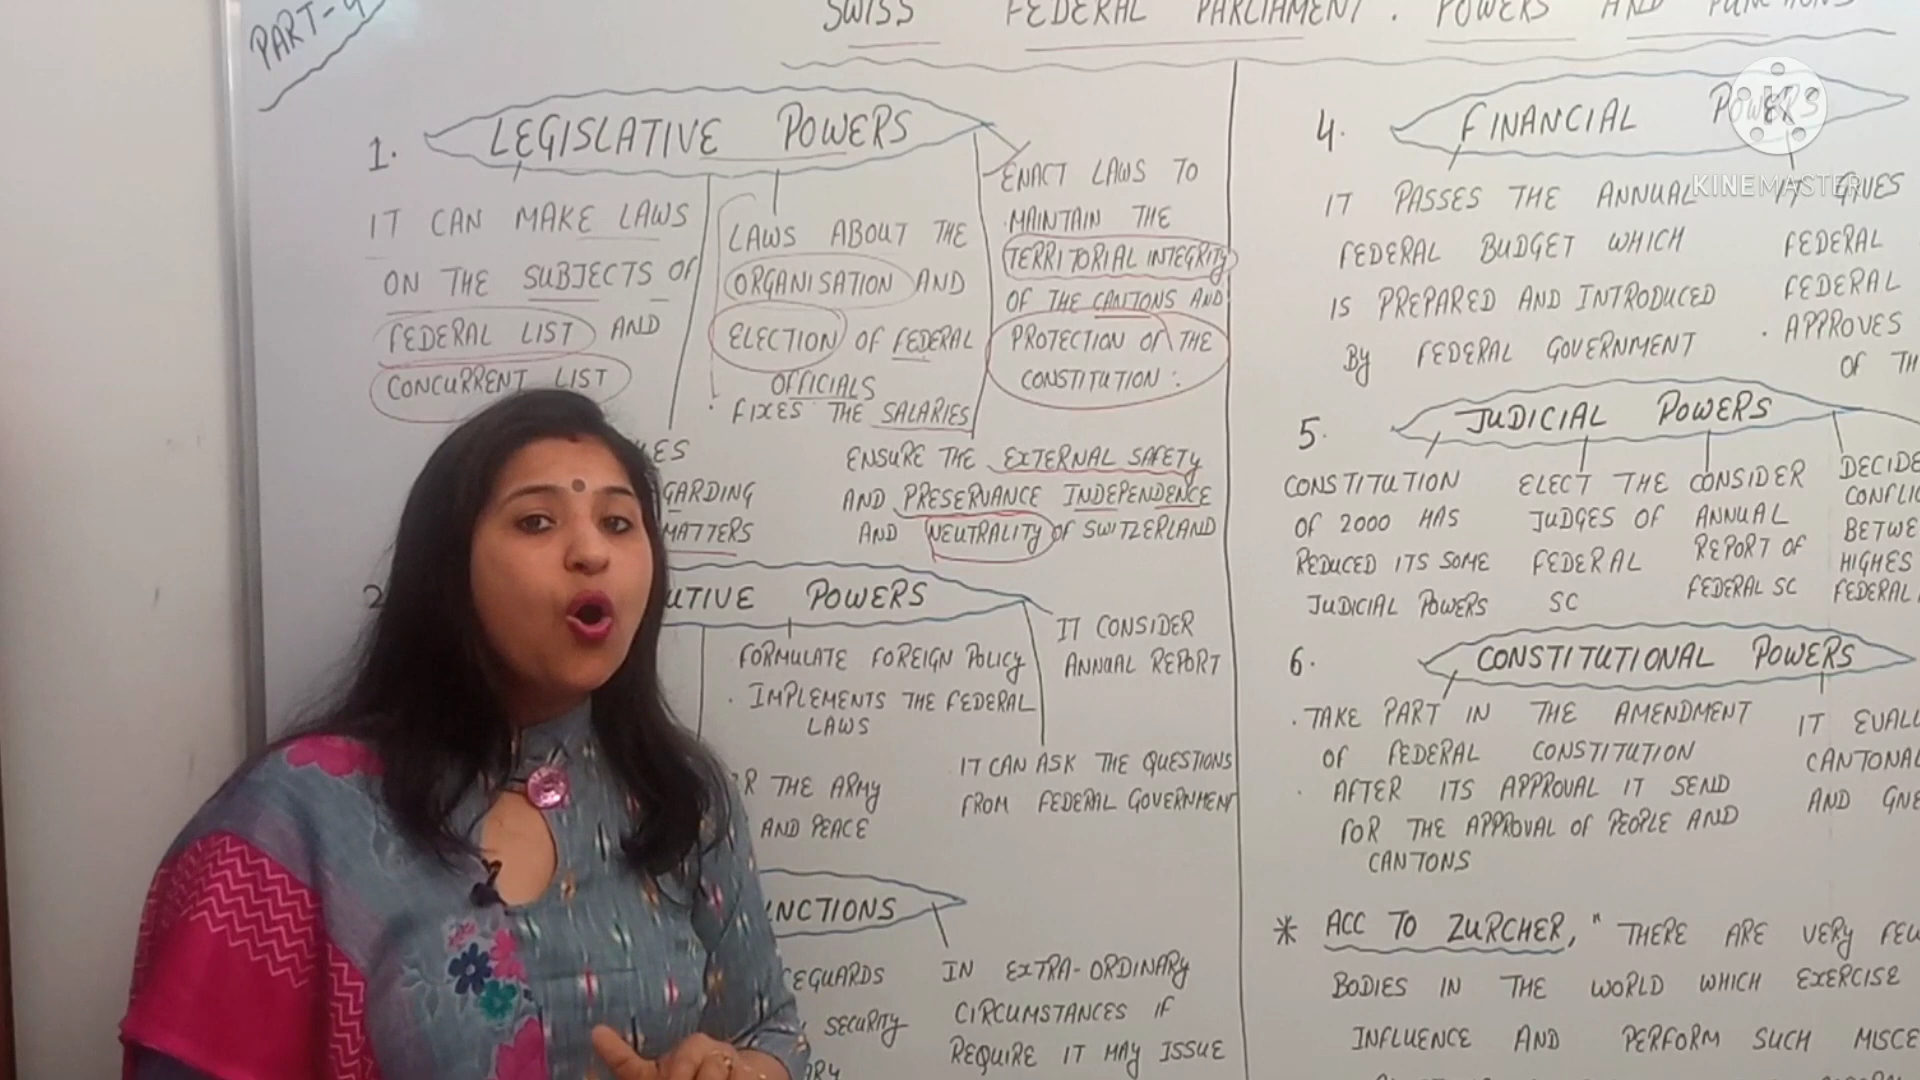 PART-4
SWISS FEDERAL PARLIAMENT. POWERS AND FUNCTIONS
1. LEGISLATIVE POWERS
IT CAN MAKE LAWS
ON THE SUBJECTS OF
FEDERAL LIST AND
CONCURRENT LIST
LAWS ABOUT THE
ORGANISATION AND
ELECTION OF FEDERAL
OFFICIALS
. FIXES THE SALARIES
ENACT LAWS TO
MAINTAIN THE
TERRITORIAL INTEGRITY
OF THE CANTONS AND
PROTECTION OF THE
CONSTITUTION.
GARDING
MATTERS
ENSURE THE EXTERNAL SAFETY
AND PRESERVANCE INDEPENDENCE
AND NEUTRALITY OF SWITZERLAND
2
UTIVE POWERS
FORMULATE FOREIGN POLICY
. IMPLEMENTS THE FEDERAL
LAWS
IT CONSIDER
ANNUAL REPORT
R THE ARMY
AND PEACE
IT CAN ASK THE QUESTIONS
FROM FEDERAL GOVERNMENT
NCTIONS
EGUARDS
SECURITY
IN EXTRA-ORDINARY
CIRCUMSTANCES IF
REQUIRE IT MAY ISSUE
4. FINANCIAL POWERS
KINEMASTER
IT PASSES THE ANNUAL
FEDERAL BUDGET WHICH
IS PREPARED AND INTRODUCED
BY FEDERAL GOVERNMENT
FEDERAL
FEDERAL
. APPROVES
OF TH
5. JUDICIAL POWERS
CONSTITUTION
OF 2000 HAS
REDUCED ITS SOME
JUDICIAL POWERS
ELECT THE
JUDGES OF
FEDERAL
SC
CONSIDER
ANNUAL
REPORT OF
FEDERAL SC
DECIDE
CONFLIC
BETWE
HIGHES
FEDERAL
6. CONSTITUTIONAL POWERS
. TAKE PART IN THE AMENDMENT
OF FEDERAL CONSTITUTION
. AFTER ITS APPROVAL IT SEND
FOR THE APPROVAL OF PEOPLE AND
CANTONS
IT EVALU
CANTONAL
AND GIVE
* ACC TO ZURCHER, "THERE ARE VERY FEW
BODIES IN THE WORLD WHICH EXERCISE
INFLUENCE AND PERFORM SUCH MISCE